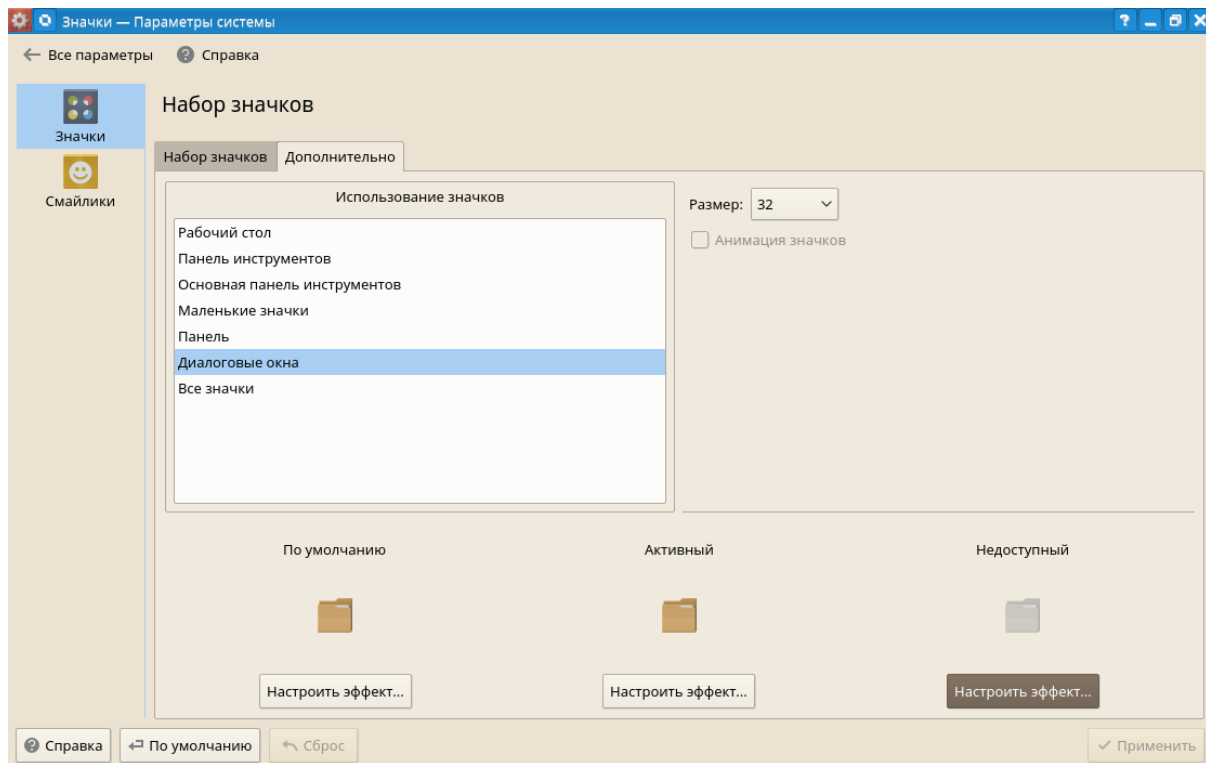 Значки — Параметры системы
Все параметры Справка
Значки
Смайлики
Набор значков
Набор значков Дополнительно
Использование значков
Рабочий стол
Панель инструментов
Основная панель инструментов
Маленькие значки
Панель
Диалоговые окна
Все значки
Размер: 32
Анимация значков
По умолчанию Активный Недоступный
Настроить эффект... Настроить эффект... Настроить эффект...
Справка По умолчанию Сброс Применить